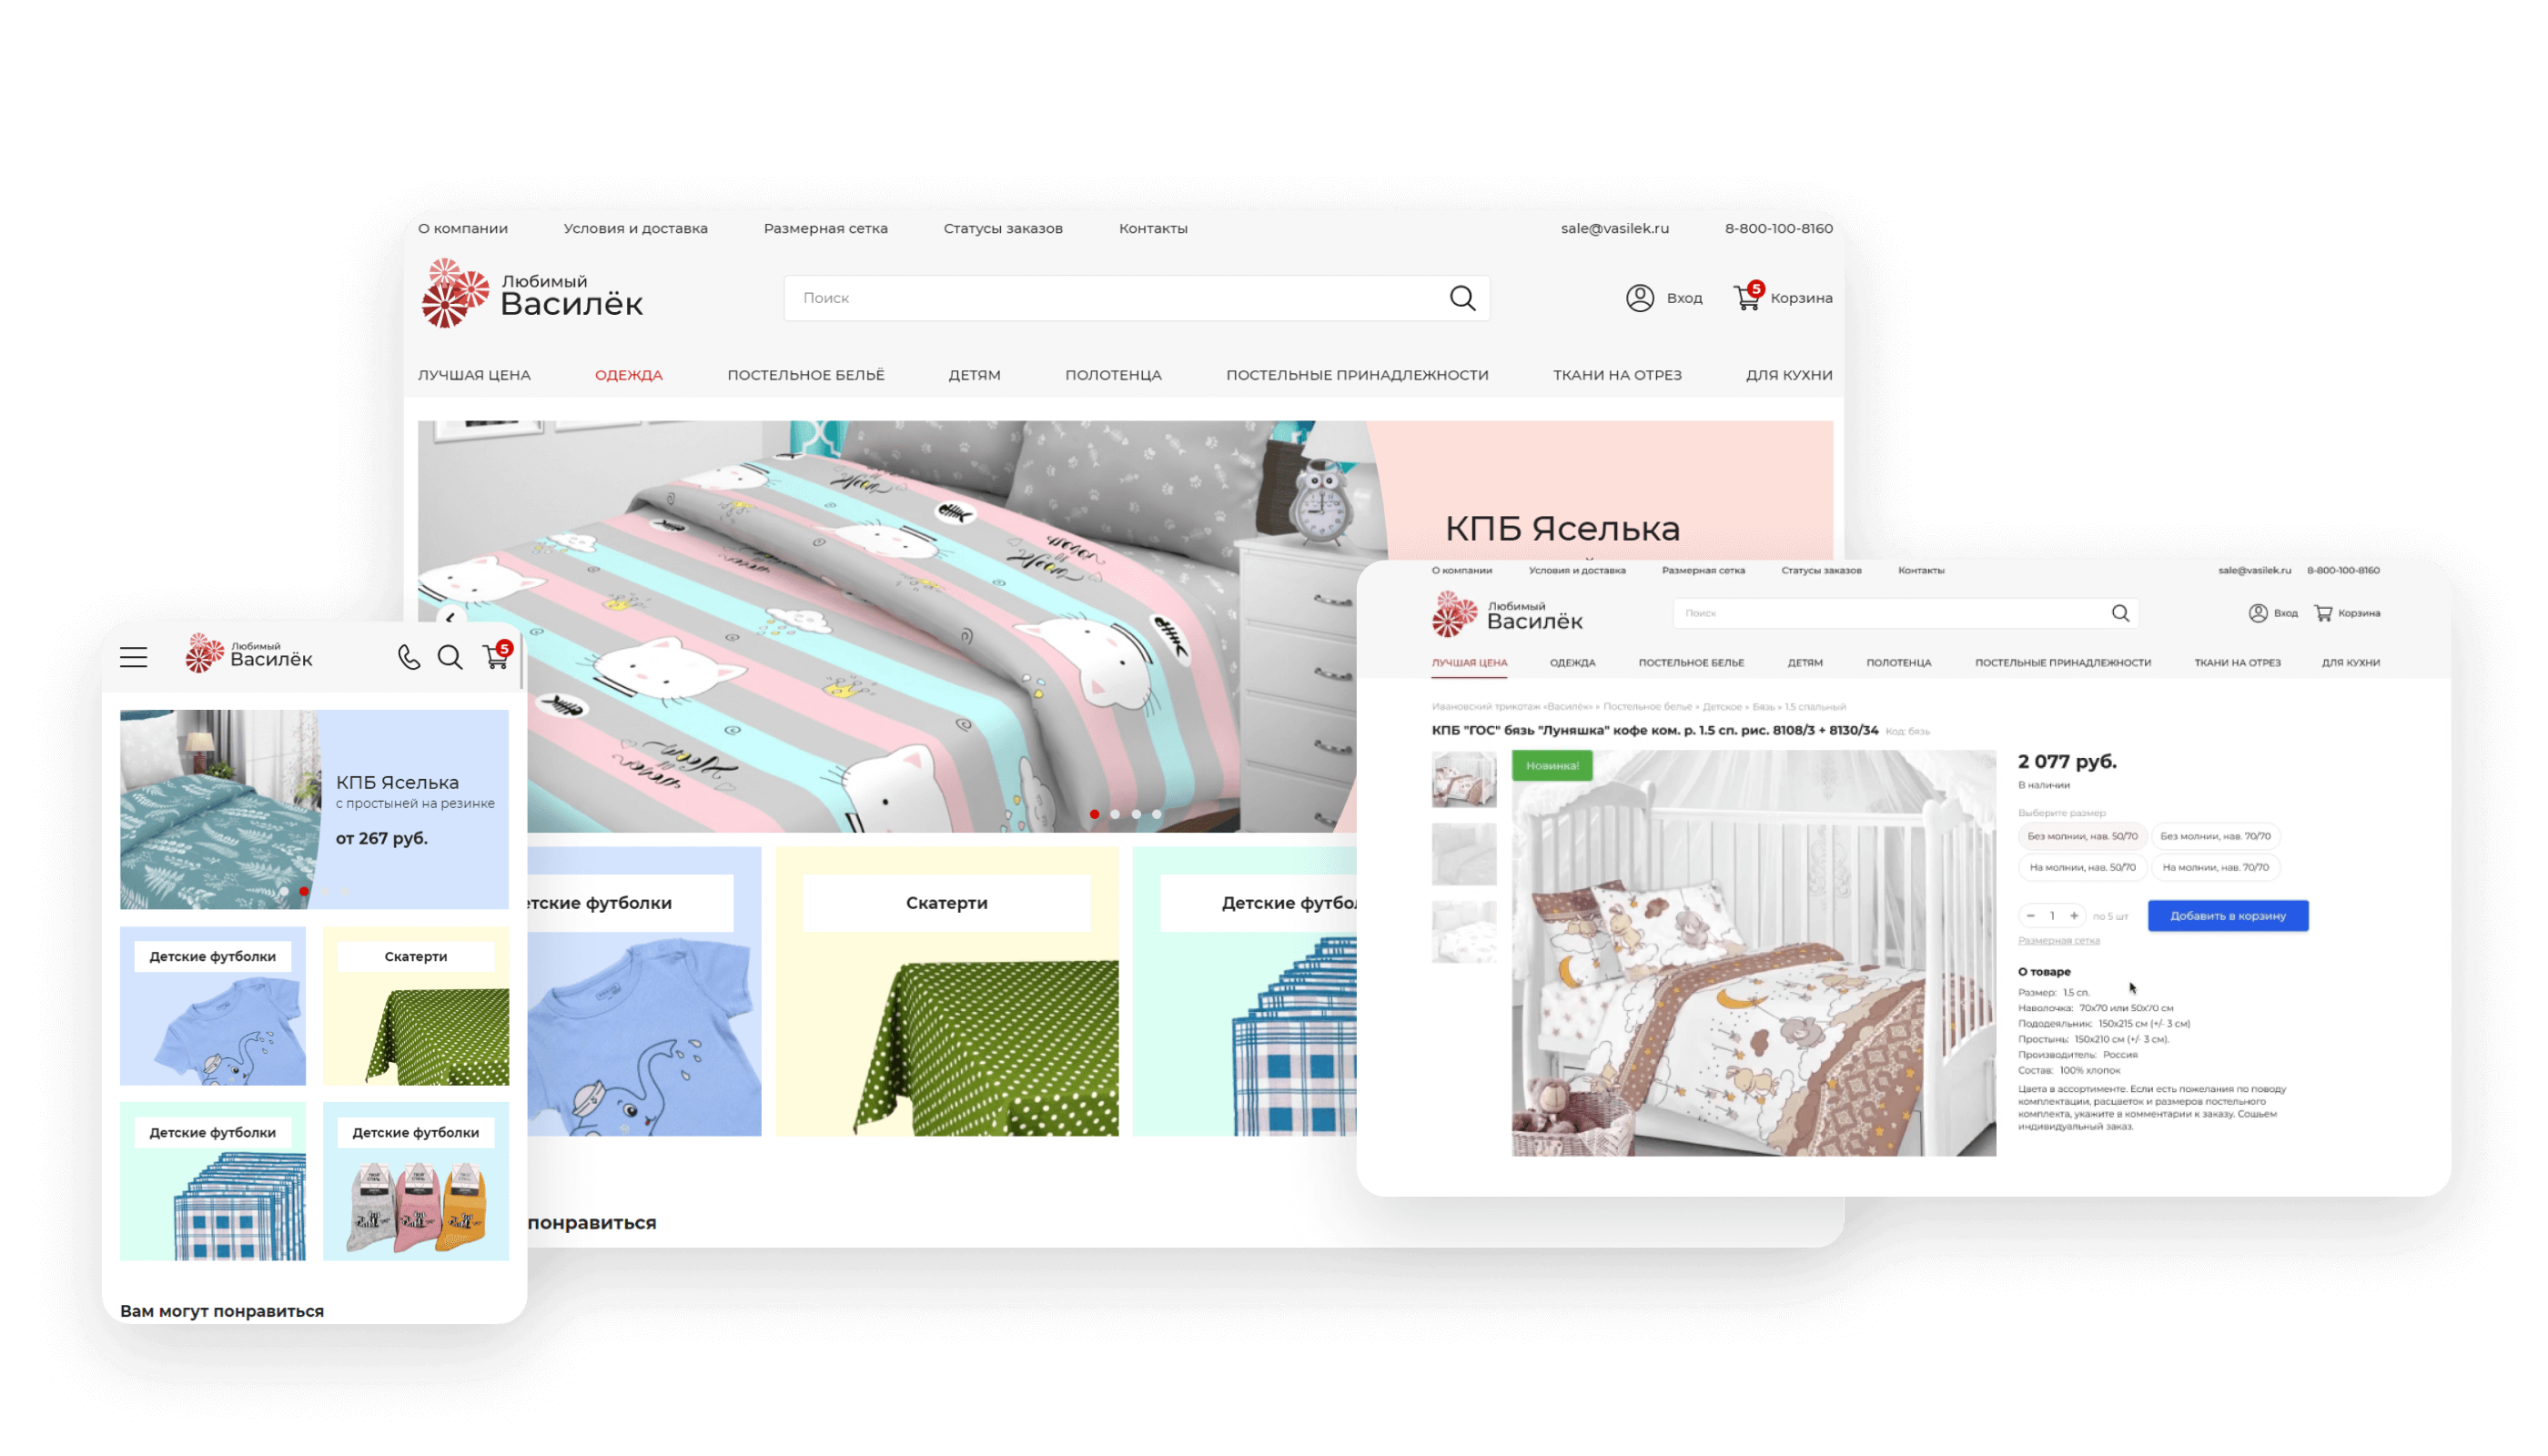 О компании Условия и доставка Размерная сетка Статусы заказов Контакты sale@vasilek.ru 8-800-100-8160
Любимый
Василёк
Поиск
Вход
5
Корзина
ЛУЧШАЯ ЦЕНА ОДЕЖДА ПОСТЕЛЬНОЕ БЕЛЬЁ ДЕТЯМ ПОЛОТЕНЦА ПОСТЕЛЬНЫЕ ПРИНАДЛЕЖНОСТИ ТКАНИ НА ОТРЕЗ ДЛЯ КУХНИ
КПБ Яселька
етские футболки
Скатерти
Детские футбол
понравиться
Любимый
Василёк
5
КПБ Яселька
с простыней на резинке
от 267 руб.
Детские футболки
Скатерти
Детские футболки
Детские футболки
Вам могут понравиться
О компании Условия и доставка Размерная сетка Статусы заказов Контакты sale@vasilek.ru 8-800-100-8160
Любимый
Василёк
Поиск
Вход
Корзина
ЛУЧШАЯ ЦЕНА ОДЕЖДА ПОСТЕЛЬНОЕ БЕЛЬЕ ДЕТЯМ ПОЛОТЕНЦА ПОСТЕЛЬНЫЕ ПРИНАДЛЕЖНОСТИ ТКАНИ НА ОТРЕЗ ДЛЯ КУХНИ
Ивановский трикотаж «Василёк» » Постельное белье » Детское » Бязь » 1.5 спальный
КПБ "ГОС" бязь "Луняшка" кофе ком. р. 1.5 сп. рис. 8108/3 + 8130/34 Код: бязь
Новинка!
2 077 руб.
В наличии
Выберите размер
Без молнии, нав. 50/70 Без молнии, нав. 70/70
На молнии, нав. 50/70 На молнии, нав. 70/70
− 1 + по 5 шт Добавить в корзину
Размерная сетка
О товаре
Размер: 1.5 сп.
Наволочка: 70х70 или 50х70 см
Пододеяльник: 150х215 см (+/- 3 см)
Простынь: 150х210 см (+/- 3 см).
Производитель: Россия
Состав: 100% хлопок
Цвета в ассортименте. Если есть пожелания по поводу
комплектации, расцветок и размеров постельного
комплекта, укажите в комментарии к заказу. Сошьем
индивидуальный заказ.